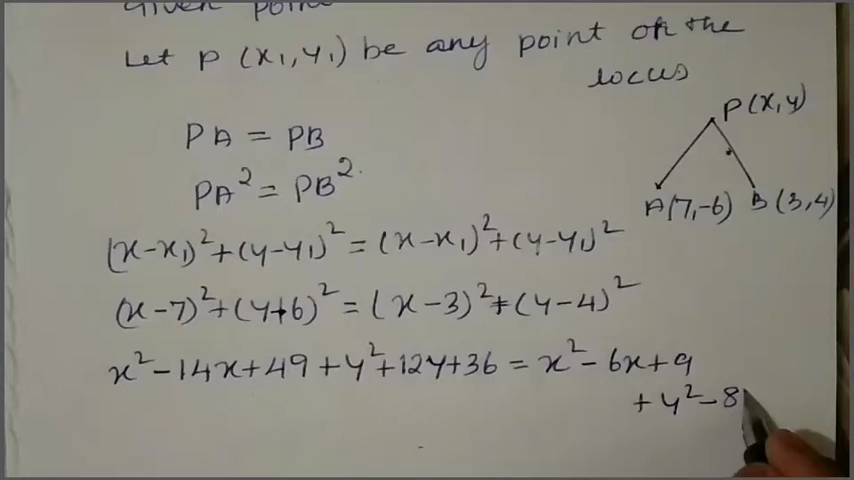 Given point
Let P (x₁, y₁) be any point on the
locus
P(x, y)
PA = PB
PA² = PB²
A(7,-6) B(3,4)
(x-x₁)²+(y-y₁)² = (x-x₁)²+(y-y₁)²
(x-7)²+(y+6)² = (x-3)²+(y-4)²
x²-14x+49+y²+12y+36 = x²-6x+9
+y²-8